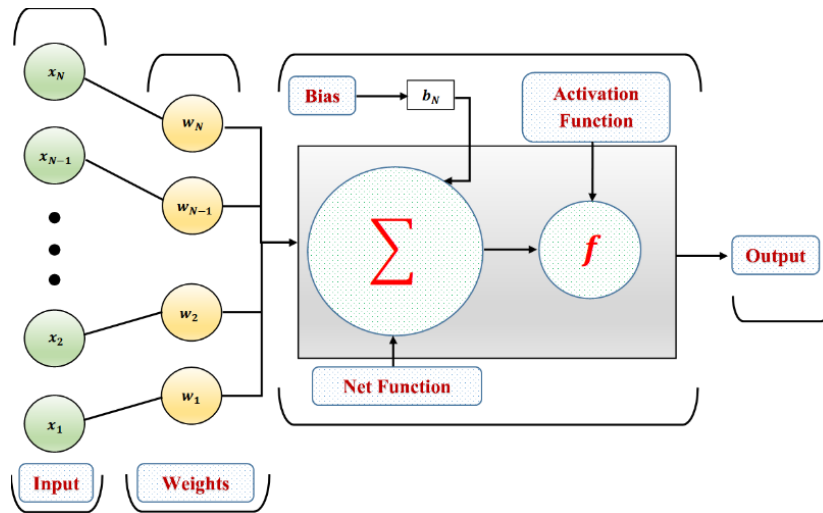 x_N
x_{N-1}
x_2
x_1
Input
w_N
w_{N-1}
w_2
w_1
Weights
Bias
b_N
Activation
Function
∑
f
Net Function
Output